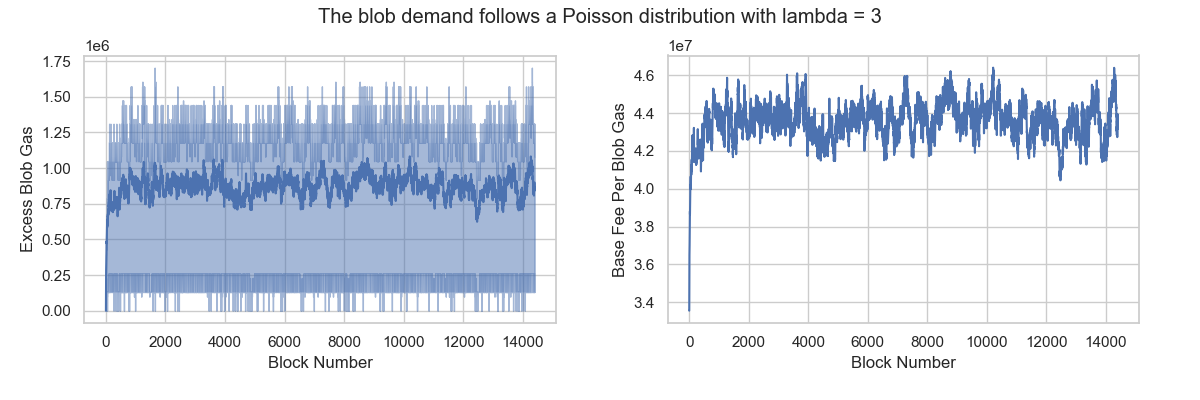 The blob demand follows a Poisson distribution with lambda = 3
1e6
1.75
1.50
1.25
1.00
0.75
0.50
0.25
0.00
Excess Blob Gas
0 2000 4000 6000 8000 10000 12000 14000
Block Number
1e7
4.6
4.4
4.2
4.0
3.8
3.6
3.4
Base Fee Per Blob Gas
0 2000 4000 6000 8000 10000 12000 14000
Block Number